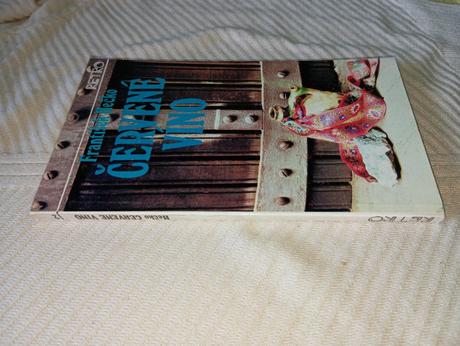 RETRO
František Hečko
ČERVENÉ
VÍNO
Hečko ČERVENÉ VÍNO
RETRO